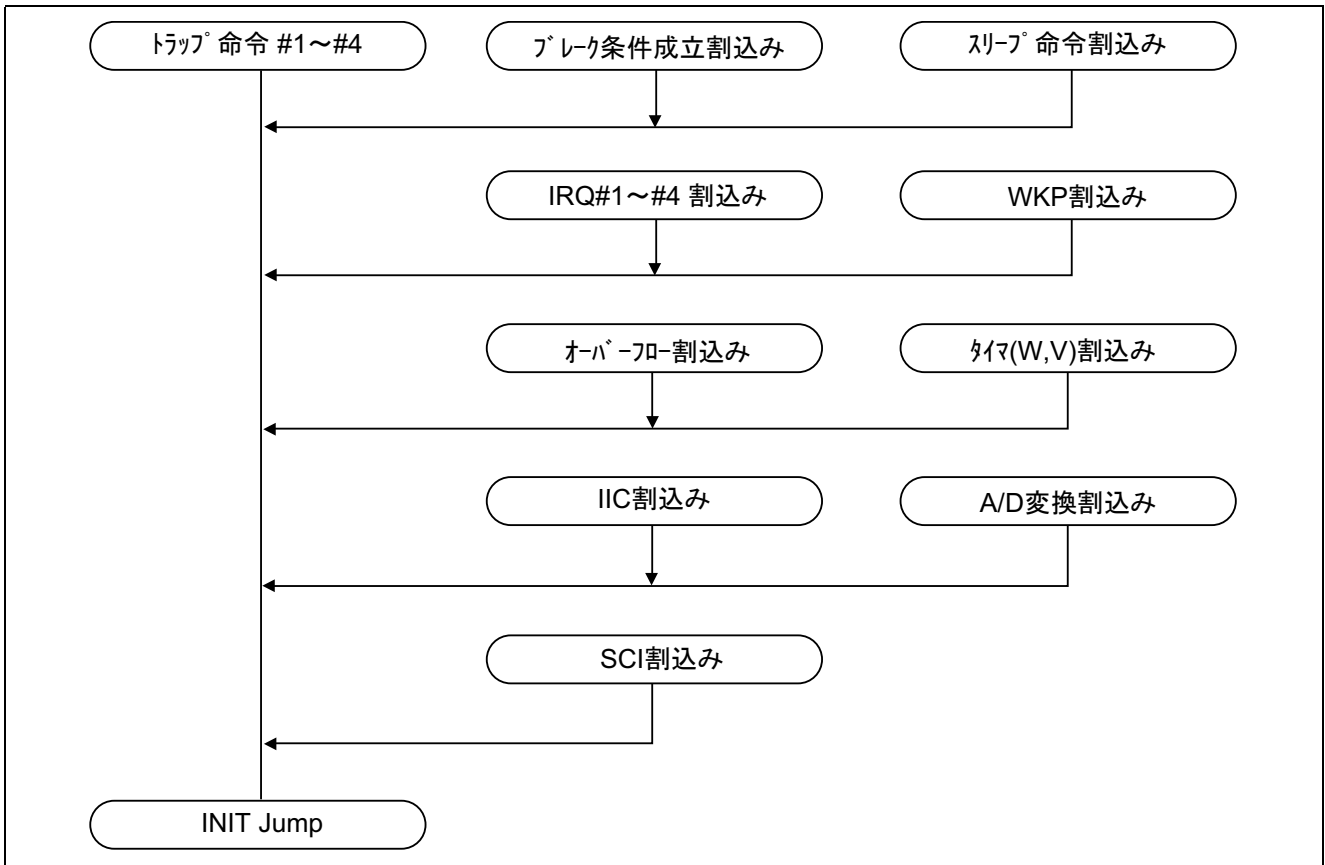 ﾄﾗｯﾌﾟ命令 #1～#4
ﾌﾞﾚｰｸ条件成立割込み
ｽﾘｰﾌﾟ命令割込み
IRQ#1～#4 割込み
WKP割込み
ｵｰﾊﾞｰﾌﾛｰ割込み
ﾀｲﾏ(W,V)割込み
IIC割込み
A/D変換割込み
SCI割込み
INIT Jump